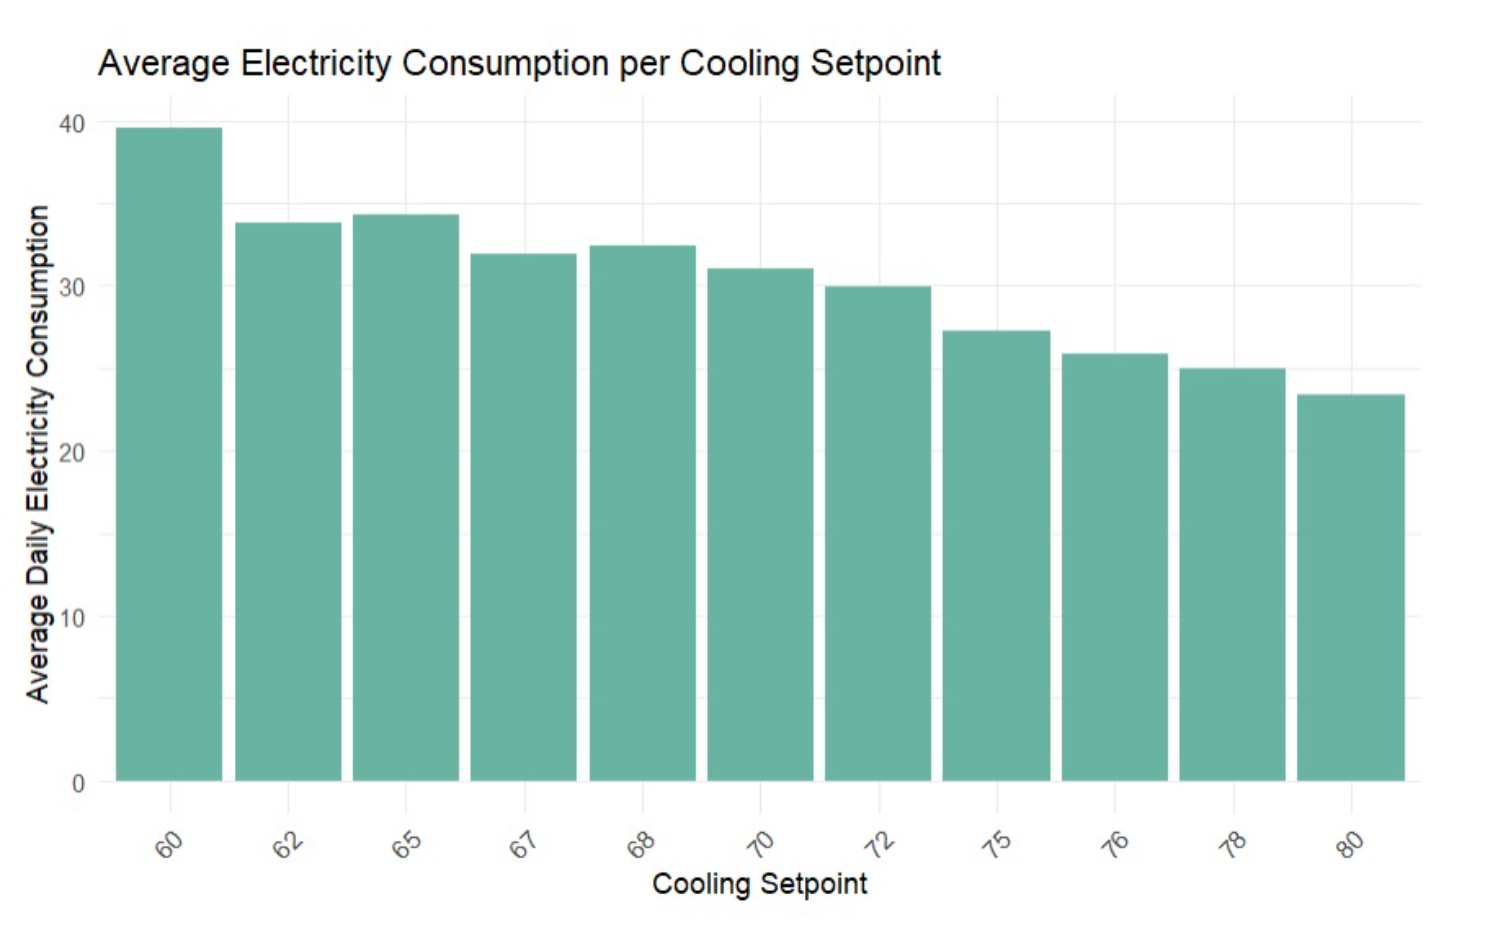 Average Electricity Consumption per Cooling Setpoint
Average Daily Electricity Consumption
40
30
20
10
0
60 62 65 67 68 70 72 75 76 78 80
Cooling Setpoint